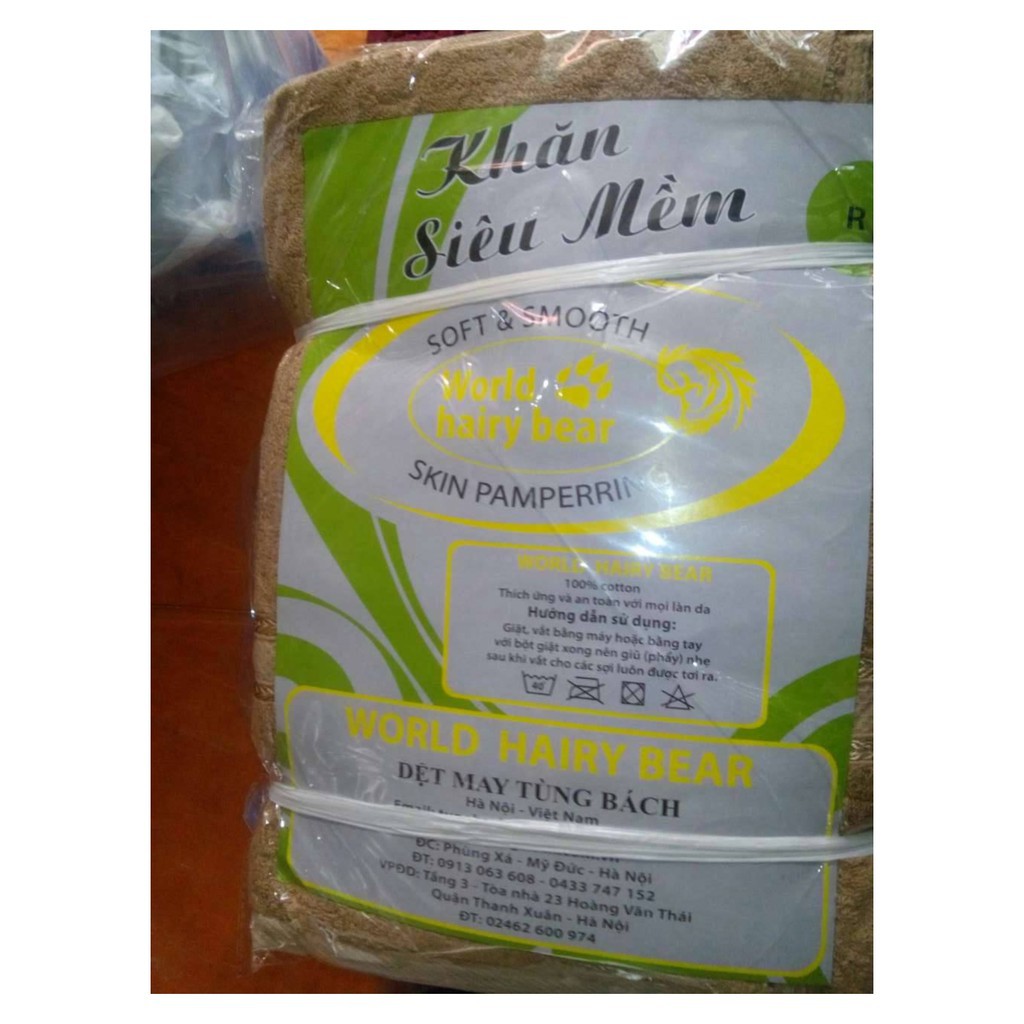 Khăn
Siêu Mềm
R
SOFT & SMOOTH
World
hairy bear
SKIN PAMPERRING
WORLD HAIRY BEAR
100% cotton
Thích ứng và an toàn với mọi làn da
Hướng dẫn sử dụng:
Giặt, vắt bằng máy hoặc bằng tay
với bột giặt xong nên giũ (phẩy) nhẹ
sau khi vắt cho các sợi luôn được tơi ra.
40
WORLD HAIRY BEAR
DỆT MAY TÙNG BÁCH
Hà Nội - Việt Nam
Email:
ĐC: Phùng Xá - Mỹ Đức - Hà Nội
ĐT: 0913 063 608 - 0433 747 152
VPĐD: Tầng 3 - Tòa nhà 23 Hoàng Văn Thái
Quận Thanh Xuân - Hà Nội
ĐT: 02462 600 974